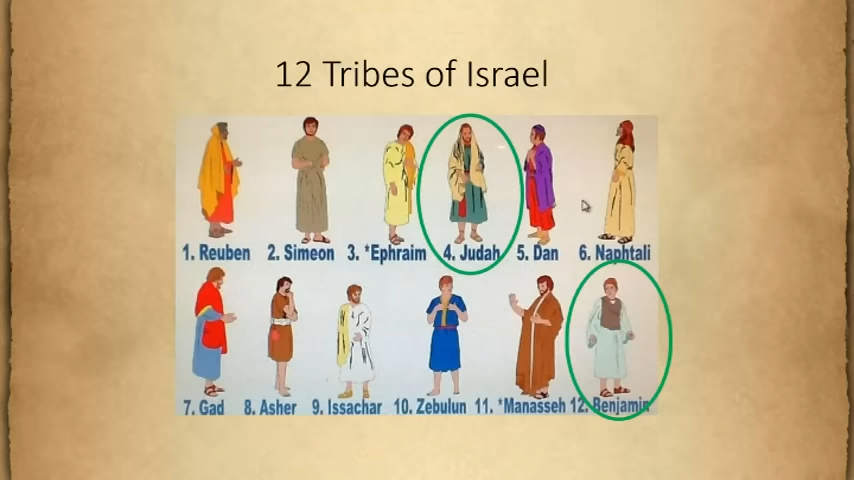 12 Tribes of Israel
1. Reuben 2. Simeon 3. *Ephraim 4. Judah 5. Dan 6. Naphtali
7. Gad 8. Asher 9. Issachar 10. Zebulun 11. *Manasseh 12. Benjamin